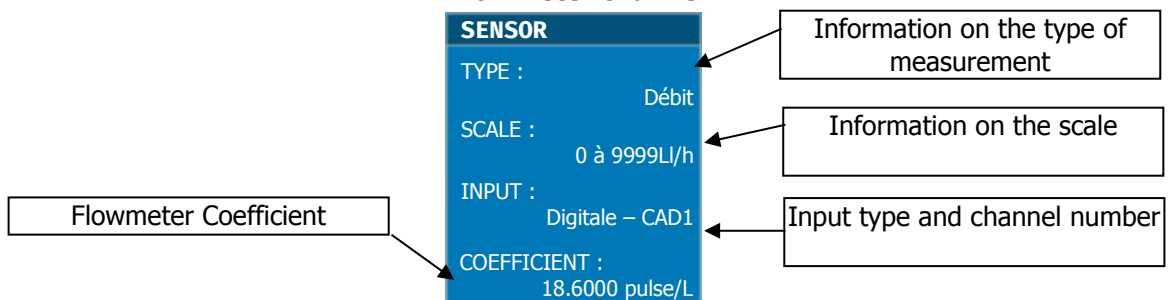 SENSOR
TYPE :
Débit
SCALE :
0 à 9999Ll/h
INPUT :
Digitale – CAD1
COEFFICIENT :
18.6000 pulse/L
Information on the type of
measurement
Information on the scale
Input type and channel number
Flowmeter Coefficient